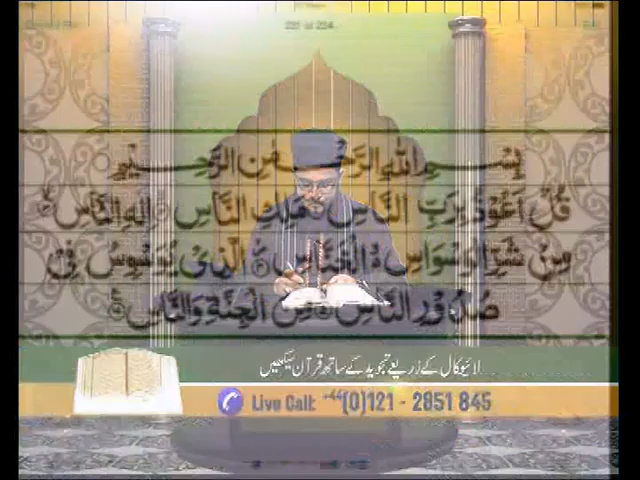 221 of 224
بِسْمِ اللّٰهِ الرَّحْمٰنِ الرَّحِيْمِ
قُلْ اَعُوْذُ بِرَبِّ النَّاسِ ۙ مَلِكِ النَّاسِ ۙ اِلٰهِ النَّاسِ ۙ
مِنْ شَرِّ الْوَسْوَاسِ ۙ الْخَنَّاسِ ۙ الَّذِيْ يُوَسْوِسُ فِيْ
صُدُوْرِ النَّاسِ ۙ مِنَ الْجِنَّةِ وَالنَّاسِ
لائیو کال کے ذریعے تجوید کے ساتھ قرآن سیکھیں
Live Call: +44(0)121 - 2851 845